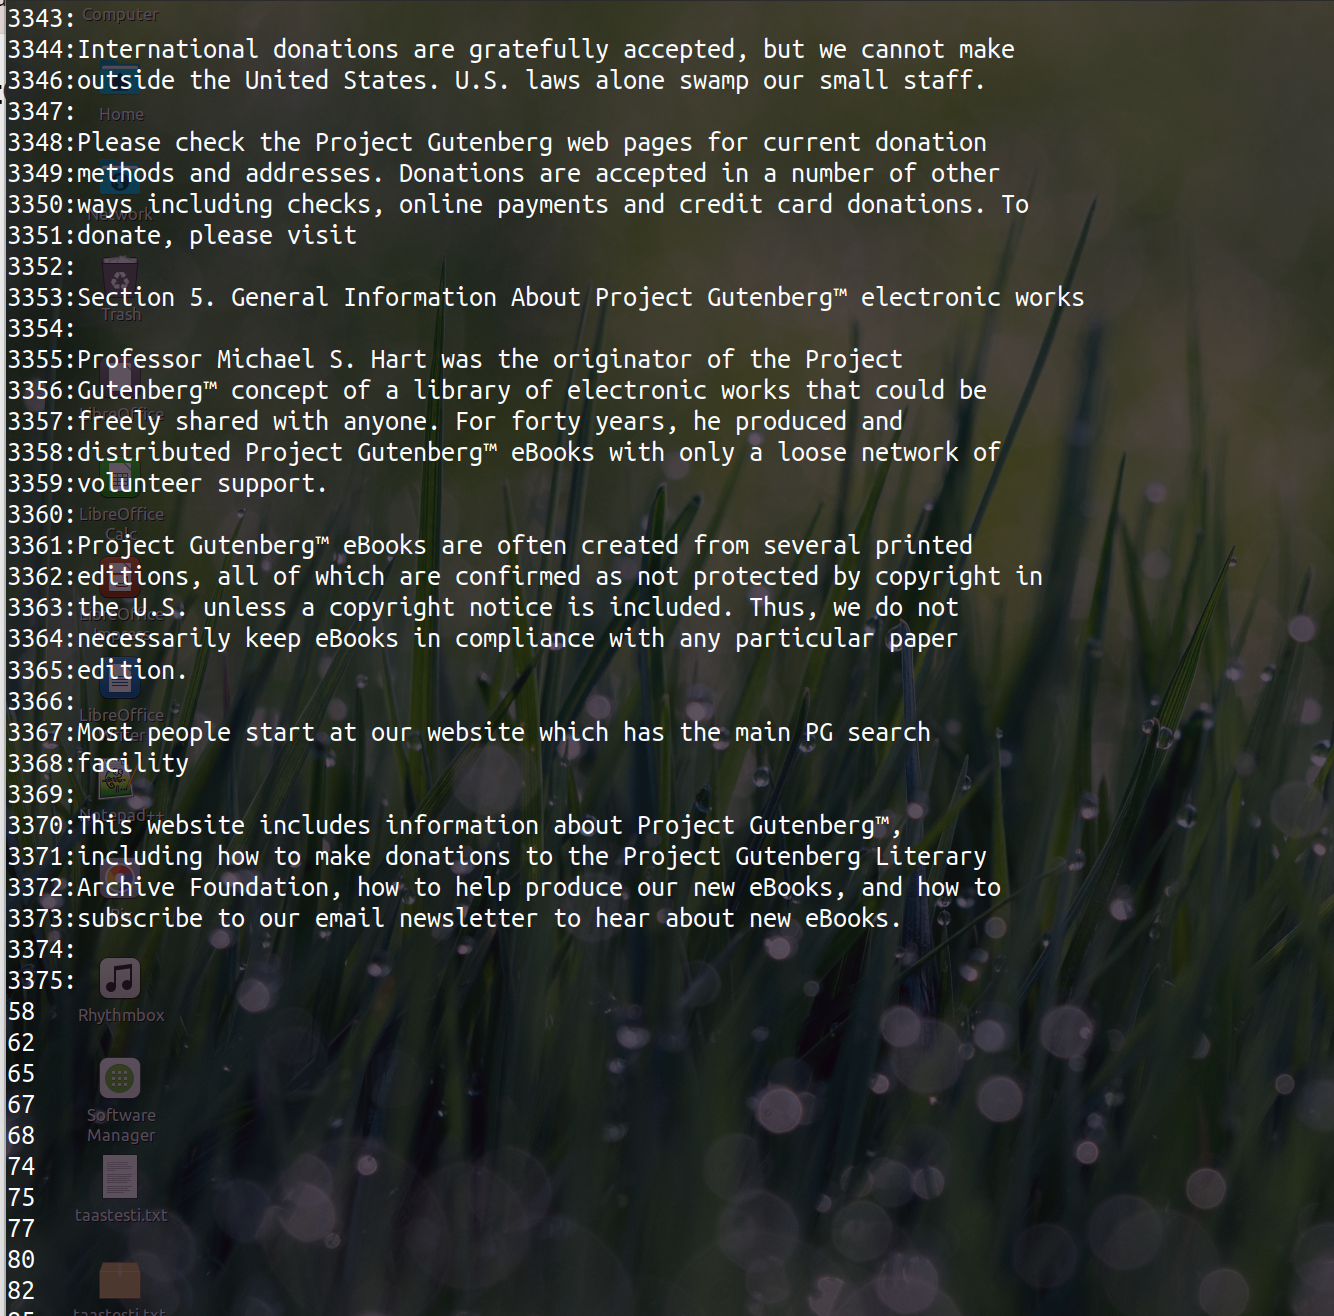 3343:
3344:International donations are gratefully accepted, but we cannot make
3346:outside the United States. U.S. laws alone swamp our small staff.
3347:
3348:Please check the Project Gutenberg web pages for current donation
3349:methods and addresses. Donations are accepted in a number of other
3350:ways including checks, online payments and credit card donations. To
3351:donate, please visit
3352:
3353:Section 5. General Information About Project Gutenberg™ electronic works
3354:
3355:Professor Michael S. Hart was the originator of the Project
3356:Gutenberg™ concept of a library of electronic works that could be
3357:freely shared with anyone. For forty years, he produced and
3358:distributed Project Gutenberg™ eBooks with only a loose network of
3359:volunteer support.
3360:
3361:Project Gutenberg™ eBooks are often created from several printed
3362:editions, all of which are confirmed as not protected by copyright in
3363:the U.S. unless a copyright notice is included. Thus, we do not
3364:necessarily keep eBooks in compliance with any particular paper
3365:edition.
3366:
3367:Most people start at our website which has the main PG search
3368:facility
3369:
3370:This website includes information about Project Gutenberg™,
3371:including how to make donations to the Project Gutenberg Literary
3372:Archive Foundation, how to help produce our new eBooks, and how to
3373:subscribe to our email newsletter to hear about new eBooks.
3374:
3375:
58
62
65
67
68
74
75
77
80
82
Computer
Home
Network
Trash
LibreOffice
LibreOffice
Calc
LibreOffice
LibreOffice
Notepad++
Rhythmbox
Software
Manager
taastesti.txt
taastesti.txt